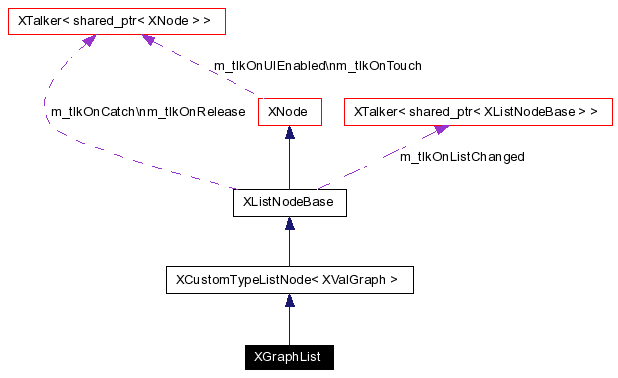 XTalker< shared_ptr< XNode > >
m_tlkOnUIEnabled\nm_tlkOnTouch
m_tlkOnCatch\nm_tlkOnRelease
XNode
XTalker< shared_ptr< XListNodeBase > >
m_tlkOnListChanged
XListNodeBase
XCustomTypeListNode< XValGraph >
XGraphList